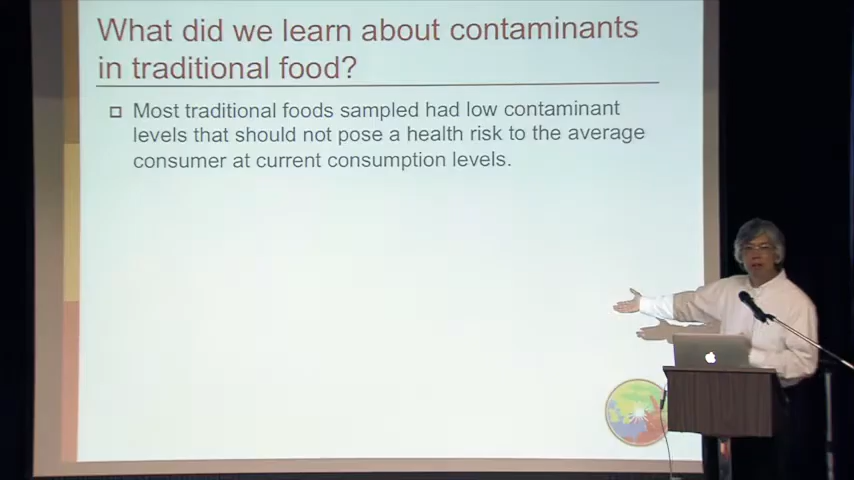 What did we learn about contaminants
in traditional food?
Most traditional foods sampled had low contaminant
levels that should not pose a health risk to the average
consumer at current consumption levels.